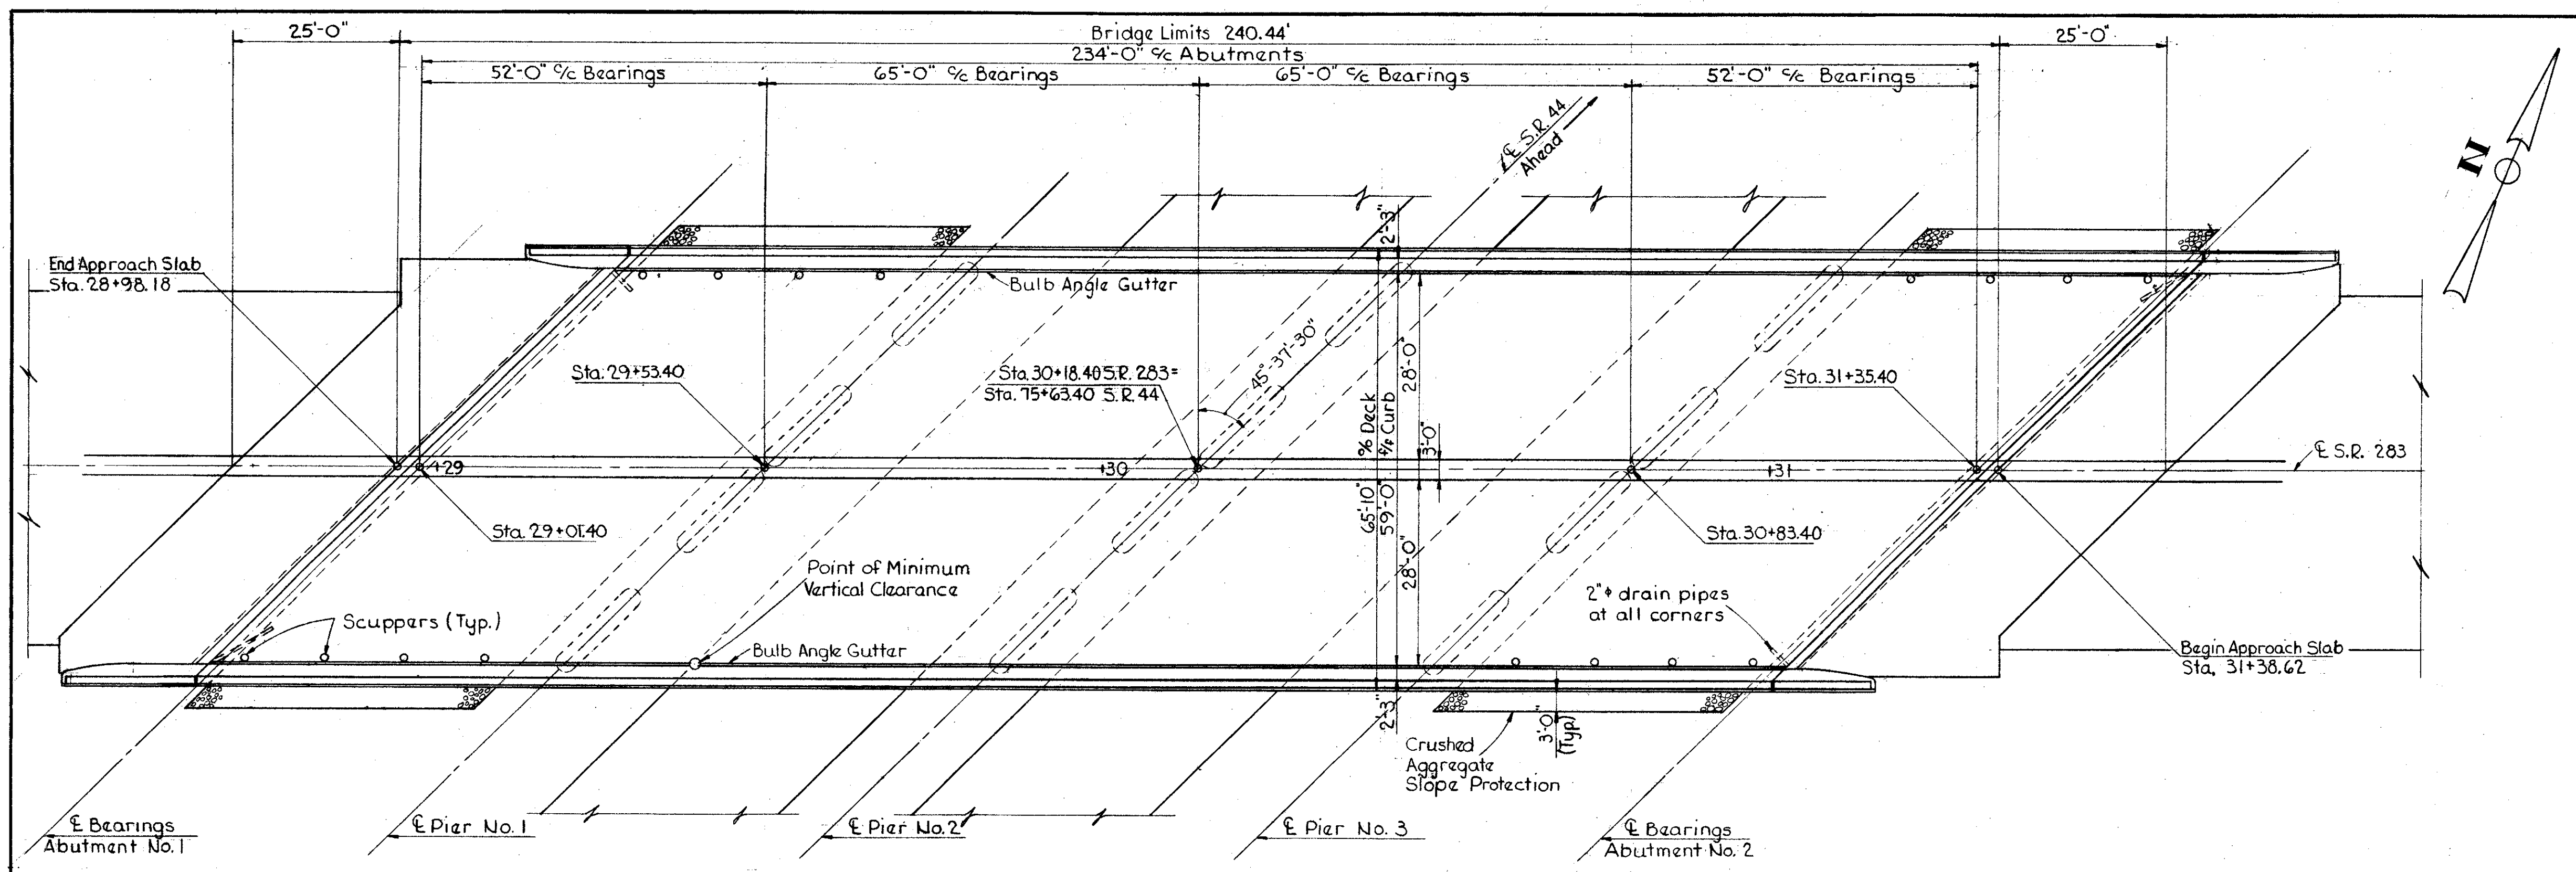 25'-0"
Bridge Limits 240.44'
25'-0"
234'-0" c/c Abutments
52'-0" c/c Bearings
65'-0" c/c Bearings
65'-0" c/c Bearings
52'-0" c/c Bearings
℄ S.R. 44
Ahead
N
2'-3"
End Approach Slab
Sta. 28+98.18
Bulb Angle Gutter
Sta. 29+53.40
Sta. 30+18.40 S.R. 283=
Sta. 75+63.40 S.R. 44
45°-37'-30"
28'-0"
Sta. 31+35.40
65'-10" o/o Deck
59'-0" f/f Curb
3'-0"
+29
+30
+31
℄ S.R. 283
Sta. 29+01.40
Sta. 30+83.40
28'-0"
Point of Minimum
Vertical Clearance
2"φ drain pipes
at all corners
Scuppers (Typ.)
Bulb Angle Gutter
Begin Approach Slab
Sta. 31+38.62
2'-3"
3'-0"
(Typ)
Crushed
Aggregate
Slope Protection
℄ Bearings
Abutment No. 1
℄ Pier No. 1
℄ Pier No. 2
℄ Pier No. 3
℄ Bearings
Abutment No. 2